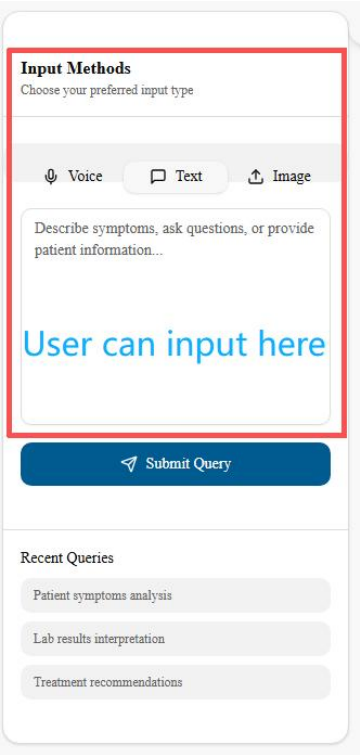 Input Methods
Choose your preferred input type
Voice
Text
Image
Describe symptoms, ask questions, or provide
patient information...
User can input here
Submit Query
Recent Queries
Patient symptoms analysis
Lab results interpretation
Treatment recommendations